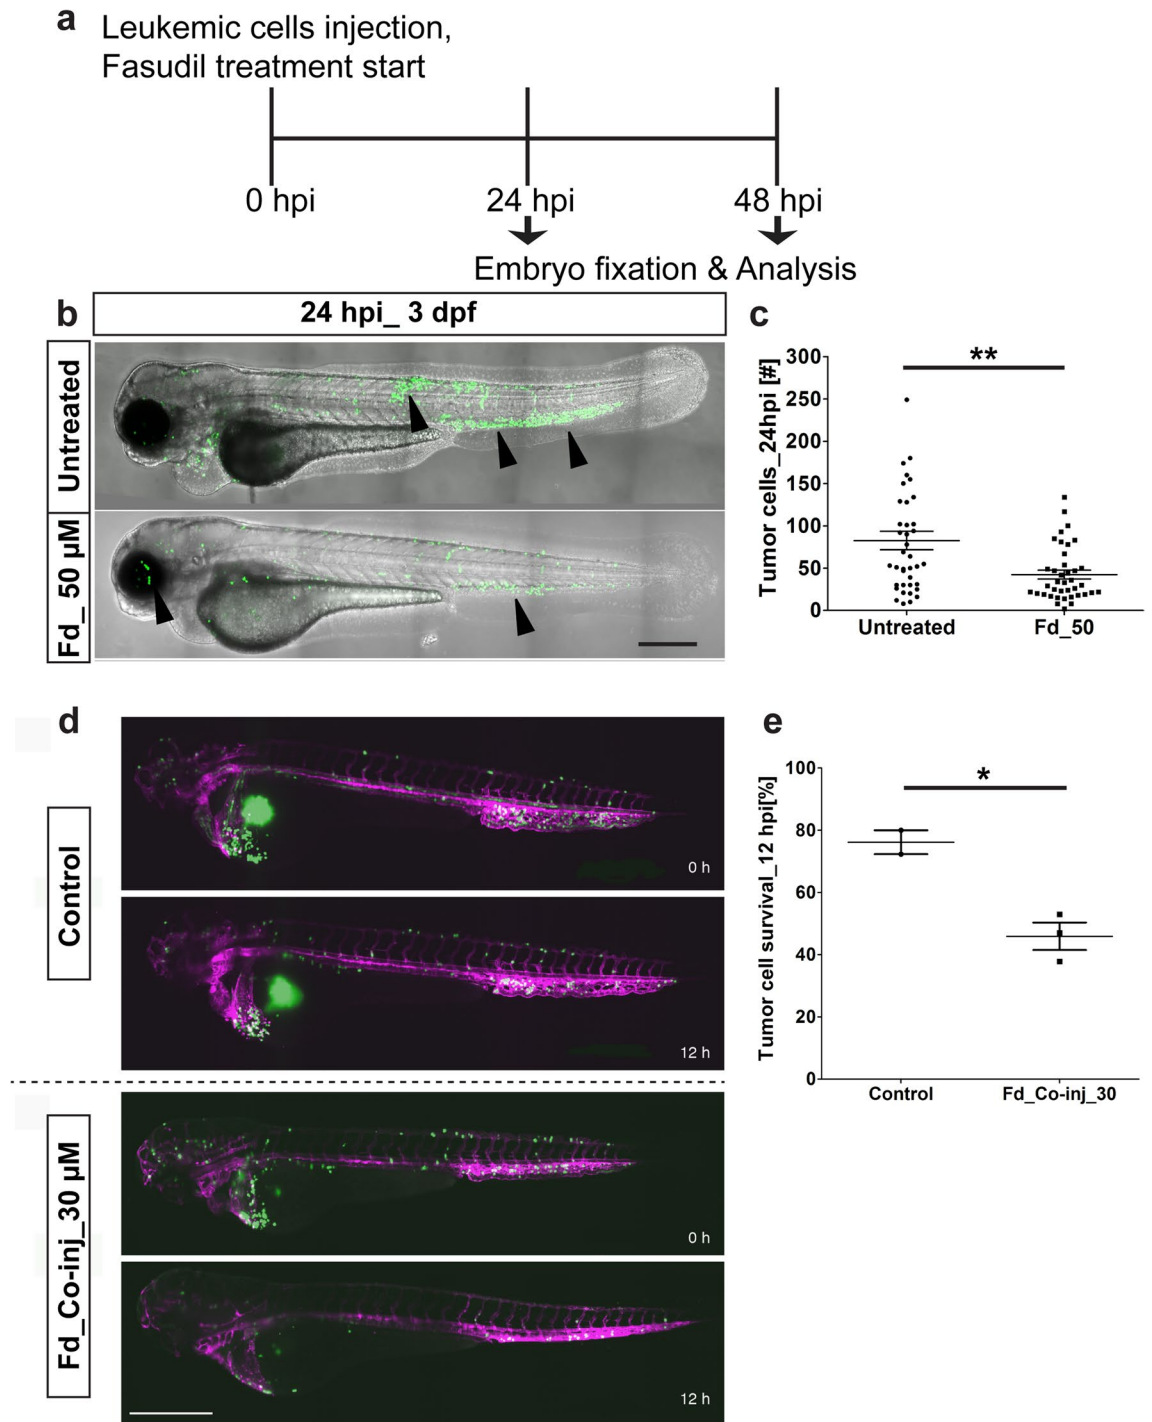 a
Leukemic cells injection,
Fasudil treatment start
0 hpi
24 hpi
48 hpi
Embryo fixation & Analysis
b
24 hpi_ 3 dpf
Untreated
Fd_ 50 µM
c
Tumor cells_24hpi [#]
300
250
200
150
100
50
0
**
Untreated
Fd_50
d
Control
0 h
12 h
Fd_Co-inj_30 µM
0 h
12 h
e
Tumor cell survival_12 hpi[%]
100
80
60
40
20
0
*
Control
Fd_Co-inj_30